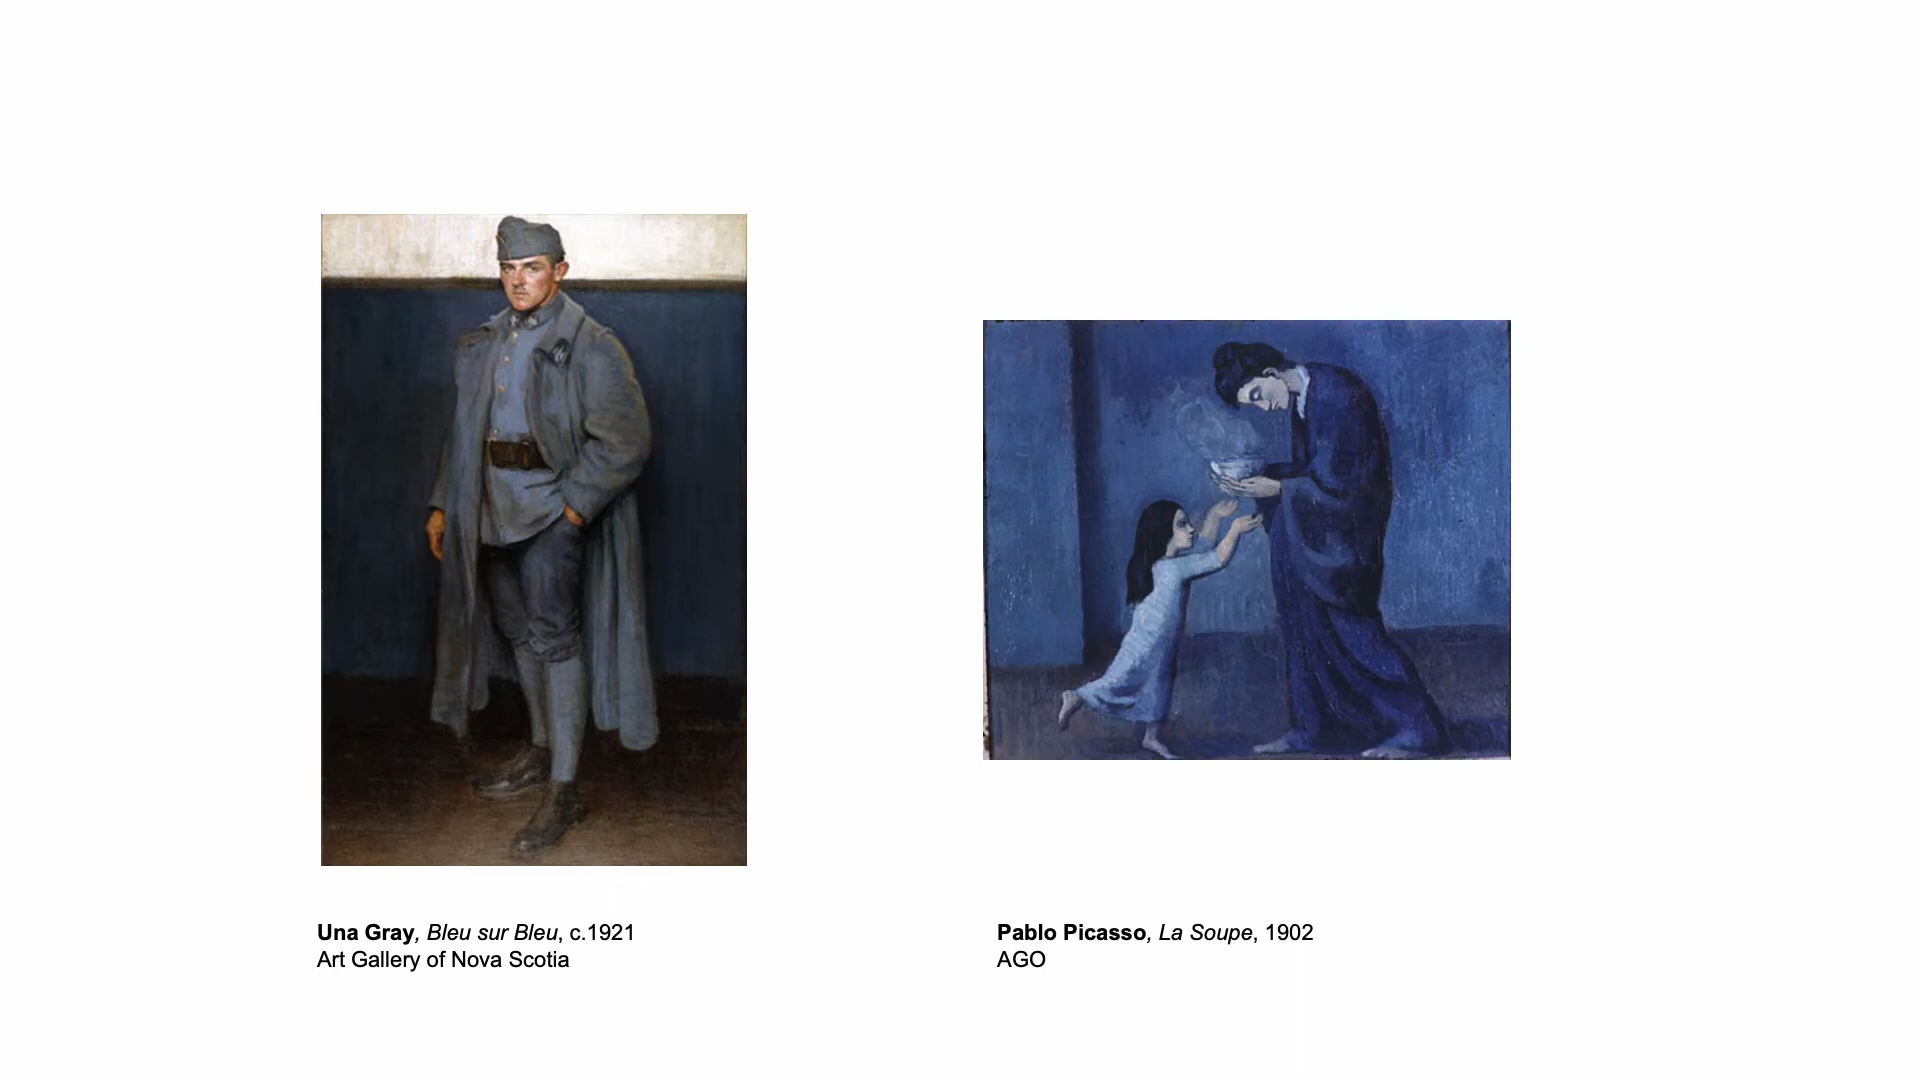 Una Gray, Bleu sur Bleu, c.1921
Art Gallery of Nova Scotia
Pablo Picasso, La Soupe, 1902
AGO